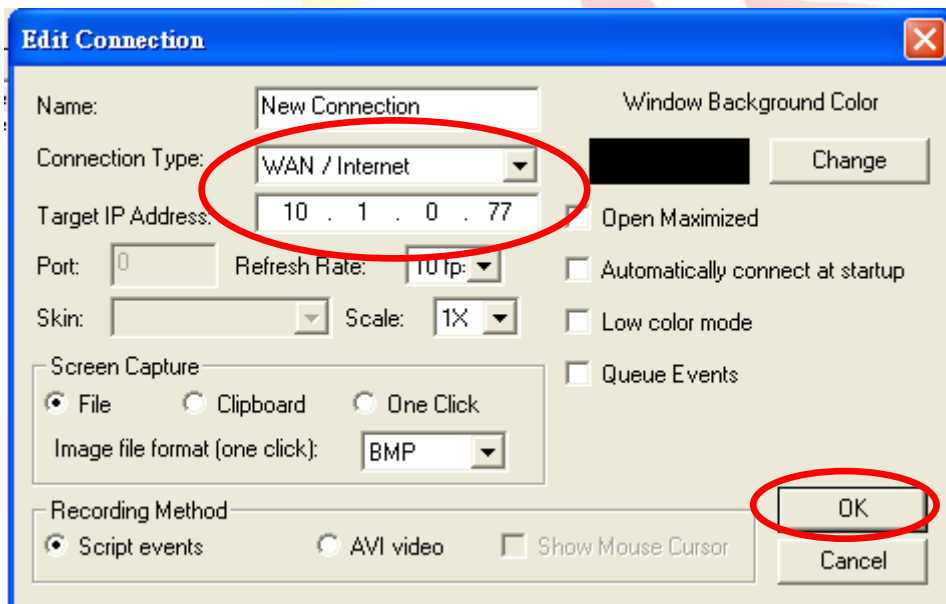 Edit Connection
Name: New Connection Window Background Color
Connection Type: WAN / Internet Change
Target IP Address: 10 . 1 . 0 . 77 Open Maximized
Port: 0 Refresh Rate: 10 fp: Automatically connect at startup
Skin: Scale: 1X Low color mode
Screen Capture Queue Events
File Clipboard One Click
Image file format (one click): BMP
Recording Method OK
Script events AVI video Show Mouse Cursor Cancel